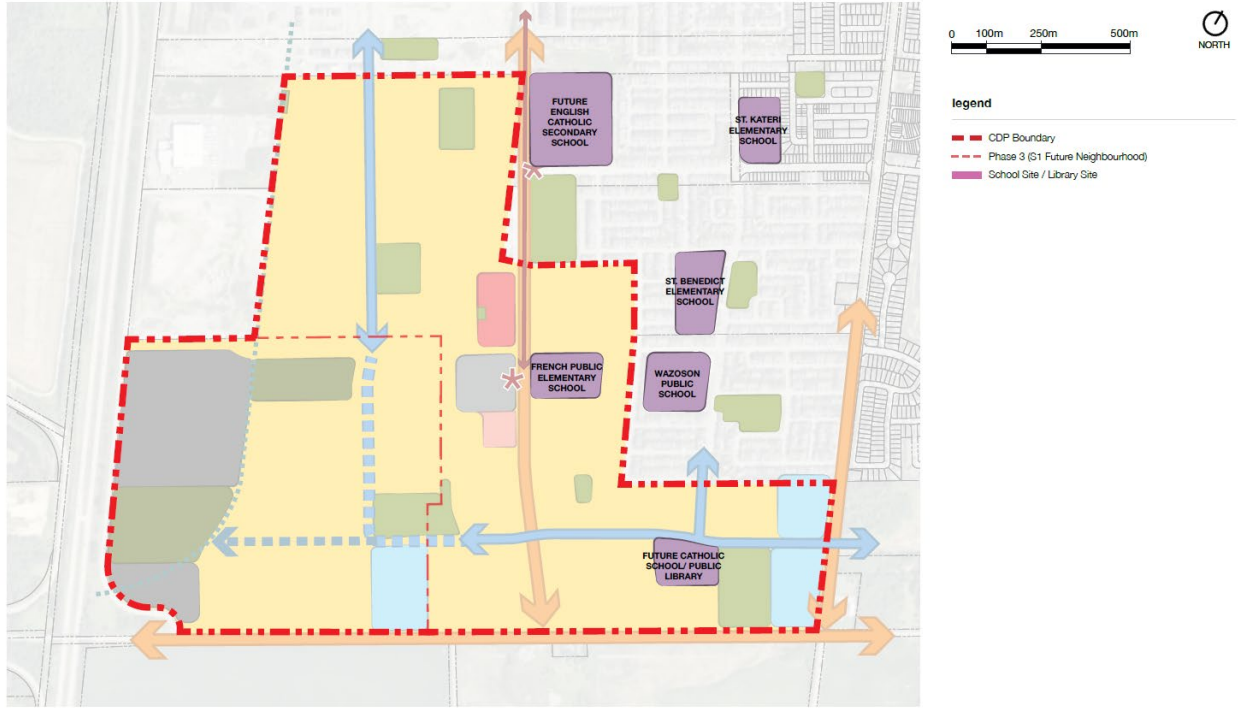 FUTURE
ENGLISH
CATHOLIC
SECONDARY
SCHOOL
ST. KATERI
ELEMENTARY
SCHOOL
ST. BENEDICT
ELEMENTARY
SCHOOL
FRENCH PUBLIC
ELEMENTARY
SCHOOL
WAZOSON
PUBLIC
SCHOOL
FUTURE CATHOLIC
SCHOOL/ PUBLIC
LIBRARY
0 100m 250m 500m
NORTH
legend
CDP Boundary
Phase 3 (S1 Future Neighbourhood)
School Site / Library Site